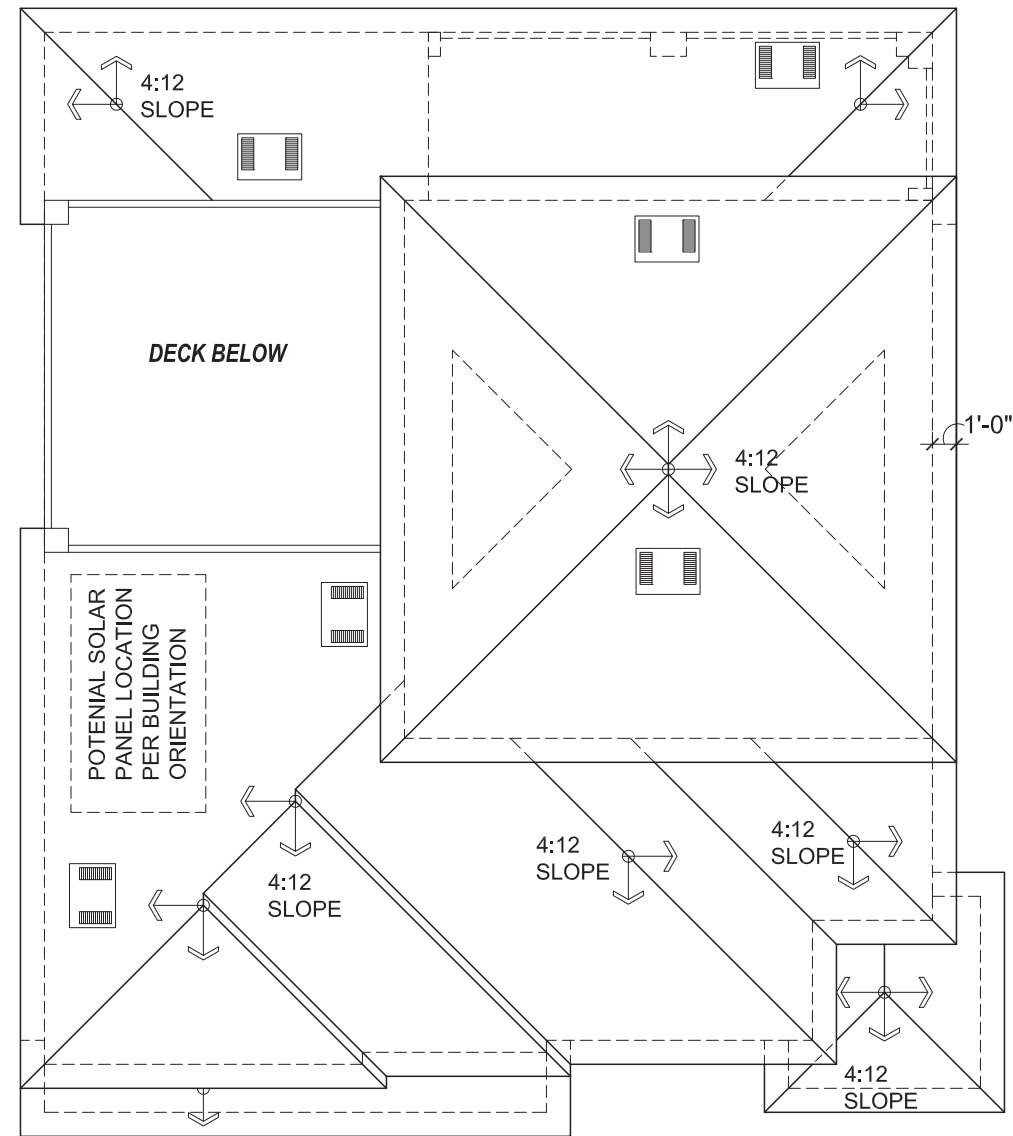 4:12
SLOPE
DECK BELOW
1'-0"
4:12
SLOPE
POTENIAL SOLAR
PANEL LOCATION
PER BUILDING
ORIENTATION
4:12
SLOPE
4:12
SLOPE
4:12
SLOPE
4:12
SLOPE